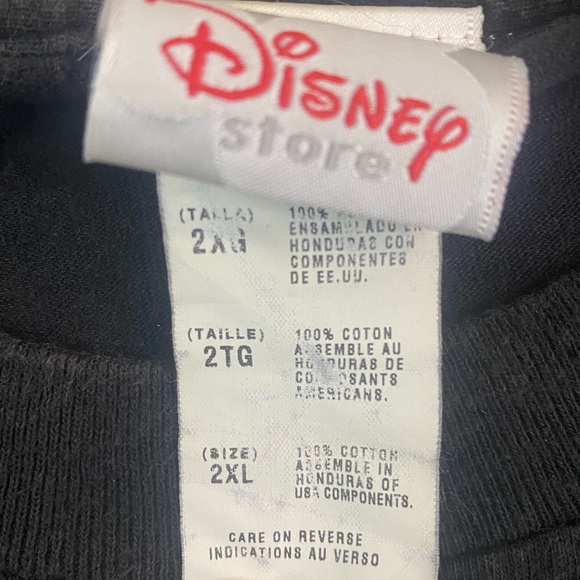 Disney
store
(TALLA) 100%
2XG ENSAMBLADO EN
HONDURAS CON
COMPONENTES
DE EE.UU.
(TAILLE) 100% COTON
2TG ASSEMBLE AU
HONDURAS DE
COMPOSANTS
AMERICANS.
(SIZE) 100% COTTON
2XL ASSEMBLE IN
HONDURAS OF
USA COMPONENTS.
CARE ON REVERSE
INDICATIONS AU VERSO